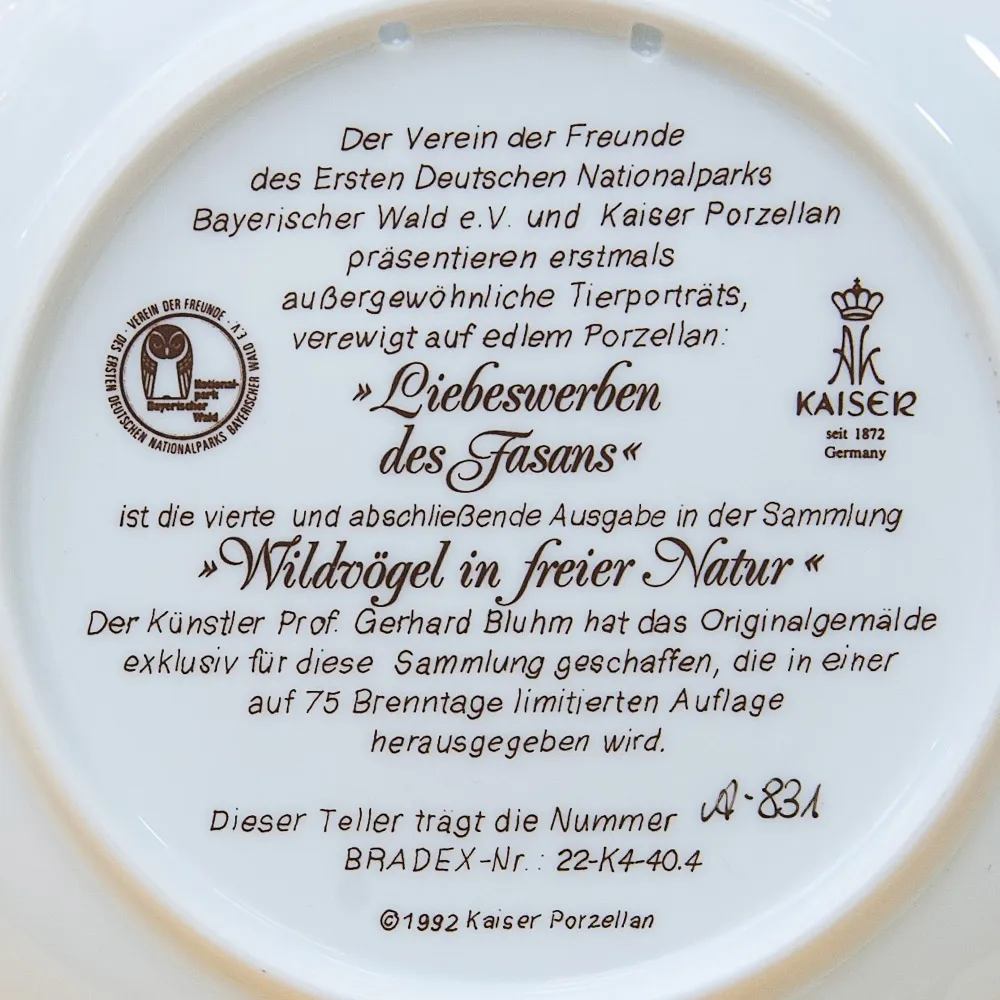 Der Verein der Freunde
des Ersten Deutschen Nationalparks
Bayerischer Wald e.V. und Kaiser Porzellan
präsentieren erstmals
außergewöhnliche Tierporträts,
verewigt auf edlem Porzellan:
»Liebeswerben
des Fasans«
ist die vierte und abschließende Ausgabe in der Sammlung
»Wildvögel in freier Natur«
Der Künstler Prof. Gerhard Bluhm hat das Originalgemälde
exklusiv für diese Sammlung geschaffen, die in einer
auf 75 Brenntage limitierten Auflage
herausgegeben wird.
Dieser Teller trägt die Nummer A-831
BRADEX-Nr.: 22-K4-40.4
©1992 Kaiser Porzellan
· VEREIN DER FREUNDE · DES ERSTEN DEUTSCHEN NATIONALPARKS BAYERISCHER WALD E.V.
National-
park
Bayerischer
Wald
AK
KAISER
seit 1872
Germany